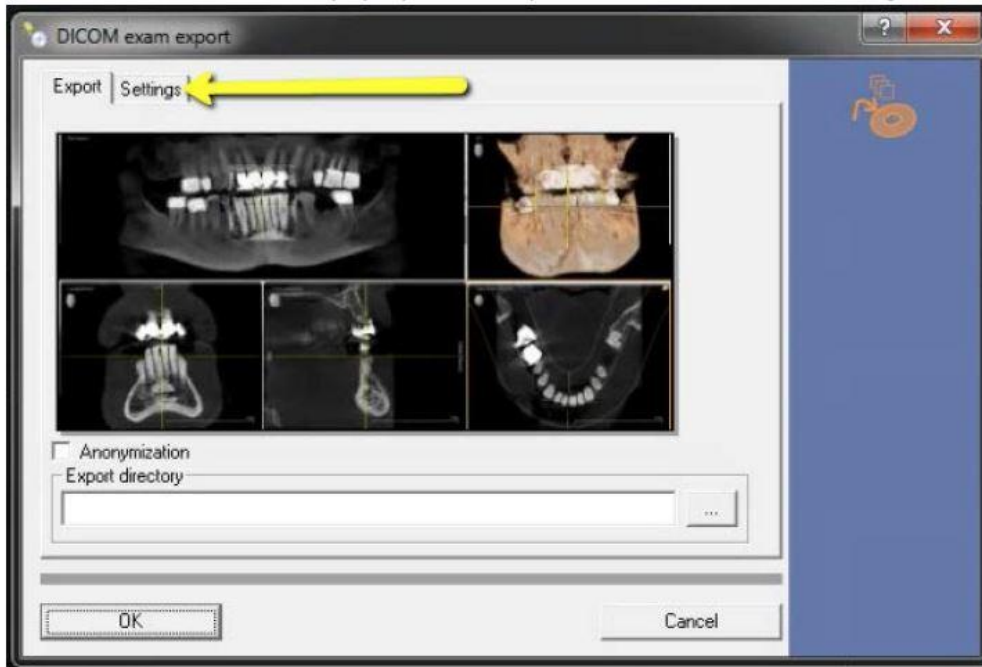 DICOM exam export
? X
Export Settings
Anonymization
Export directory
...
OK Cancel